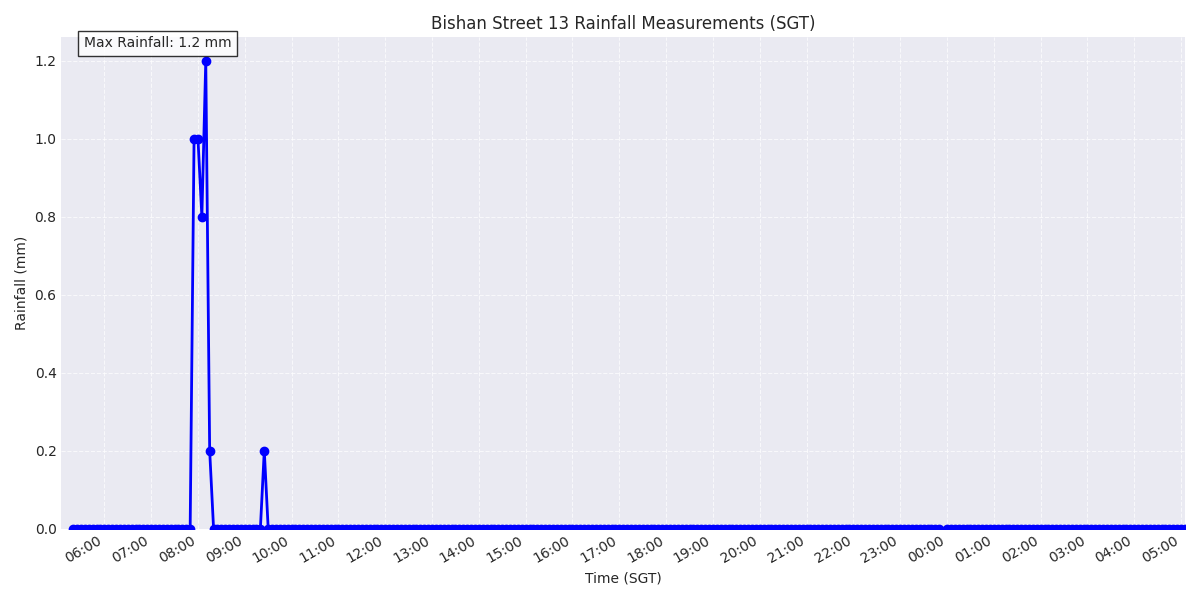 Bishan Street 13 Rainfall Measurements (SGT)
Max Rainfall: 1.2 mm
1.2
1.0
0.8
0.6
0.4
0.2
0.0
Rainfall (mm)
06:00 07:00 08:00 09:00 10:00 11:00 12:00 13:00 14:00 15:00 16:00 17:00 18:00 19:00 20:00 21:00 22:00 23:00 00:00 01:00 02:00 03:00 04:00 05:00
Time (SGT)